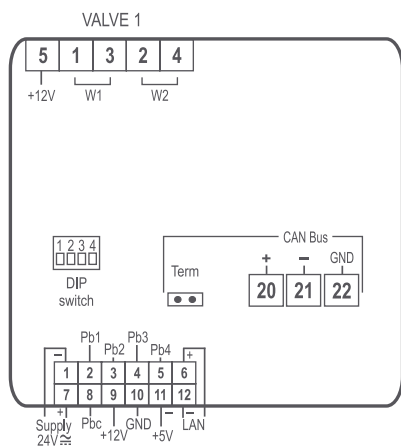 VALVE 1
5 1 3 2 4
+12V W1 W2
1 2 3 4
DIP
switch
CAN Bus
Term
+ − GND
20 21 22
Pb1 Pb3
− Pb2 Pb4 +
1 2 3 4 5 6
7 8 9 10 11 12
+ − −
Supply Pbc GND LAN
24V +12V +5V